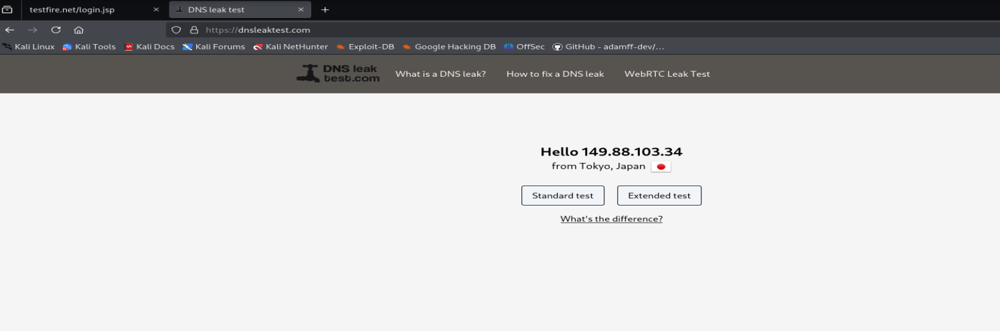 testfire.net/login.jsp
DNS leak test
https://dnsleaktest.com
Kali Linux
Kali Tools
Kali Docs
Kali Forums
Kali NetHunter
Exploit-DB
Google Hacking DB
OffSec
GitHub - adamff-dev/...
DNS leak
test.com
What is a DNS leak?
How to fix a DNS leak
WebRTC Leak Test
Hello 149.88.103.34
from Tokyo, Japan
Standard test
Extended test
What's the difference?